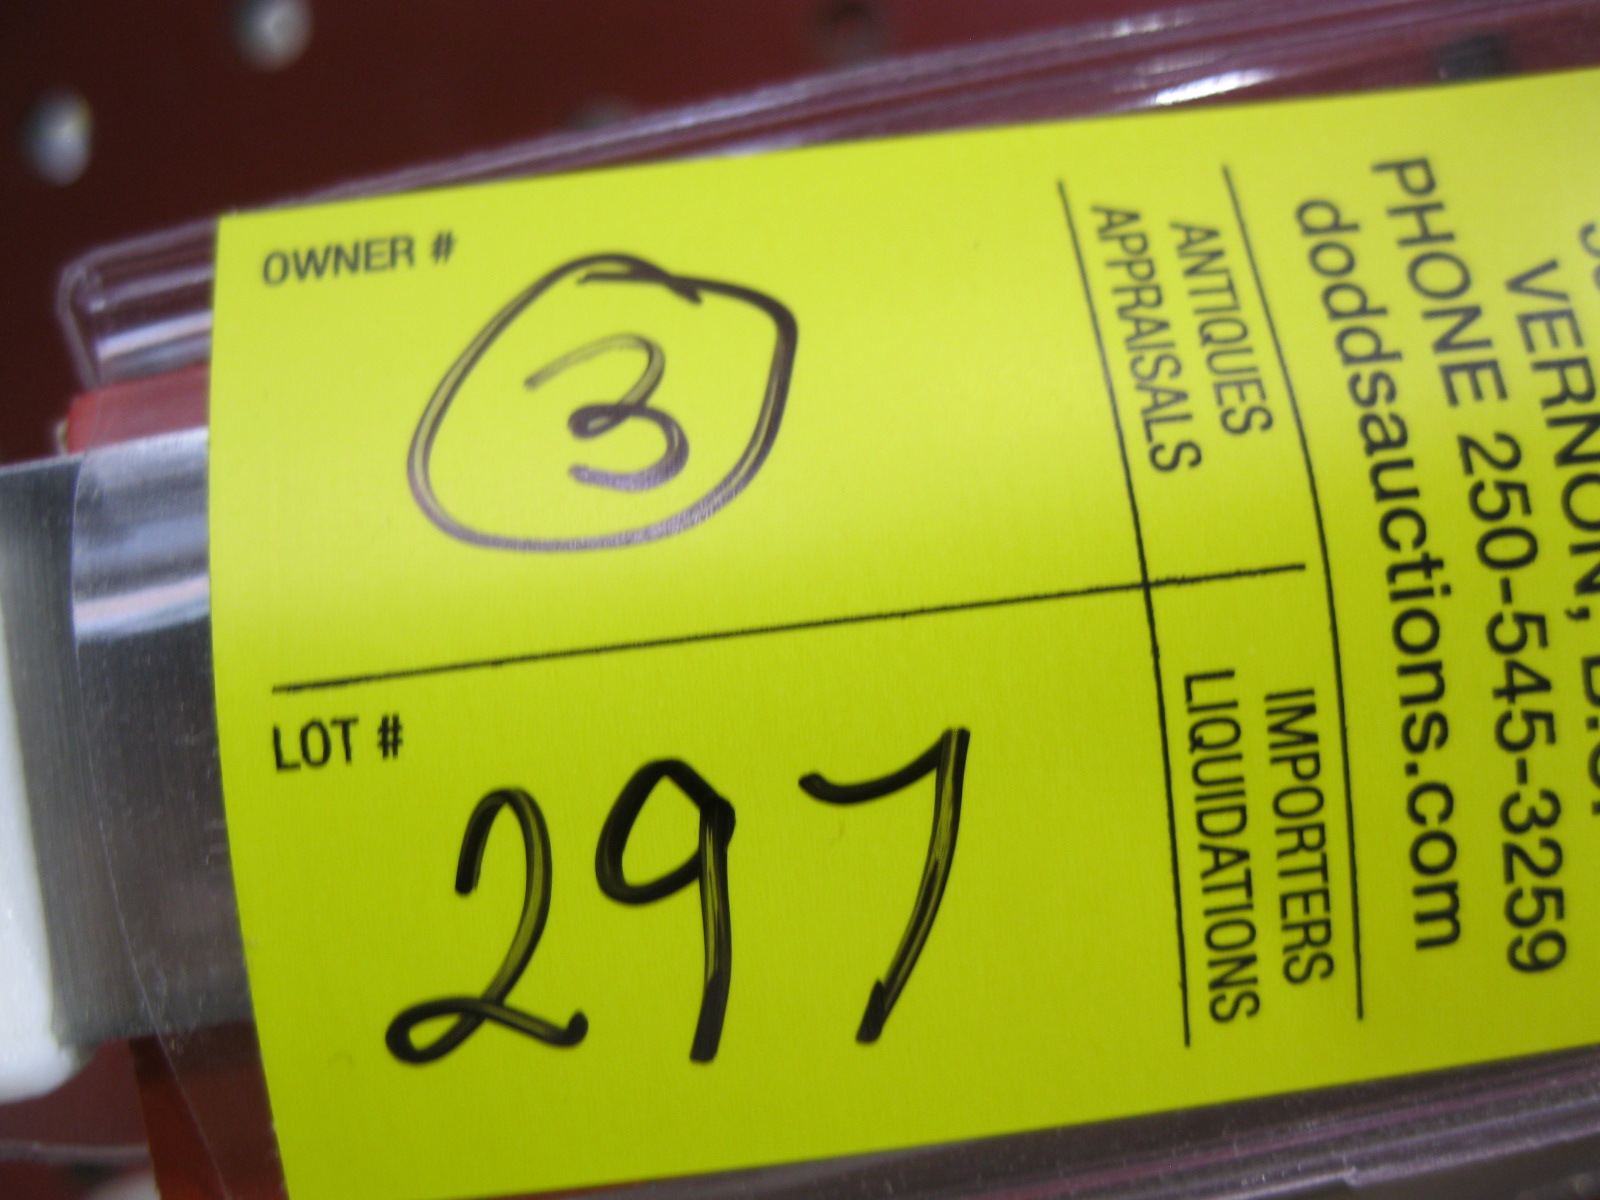 OWNER #
3
LOT #
297
VERNON,
PHONE 250-545-3259
doddsauctions.com
ANTIQUES
APPRAISALS
IMPORTERS
LIQUIDATIONS